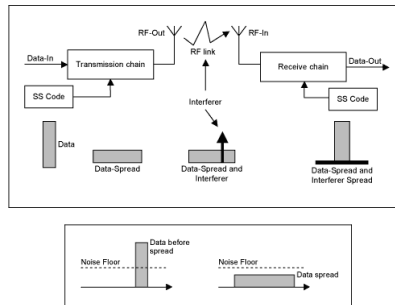 RF-Out
RF-In
RF link
Data-In
Transmission chain
Receive chain
Data-Out
SS Code
Interferer
SS Code
Data
Data-Spread
Data-Spread and
Interferer
Data-Spread and
Interferer Spread
Data before
spread
Noise Floor
Noise Floor
Data spread